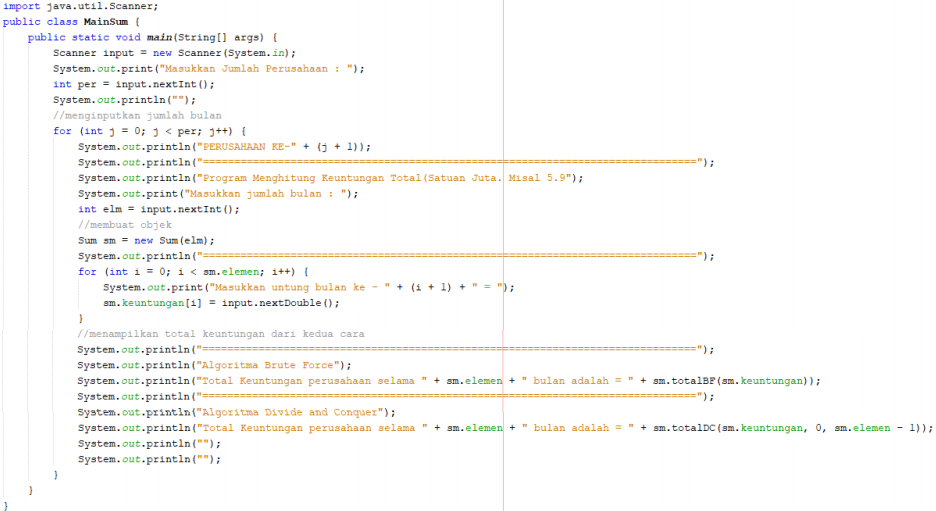 import java.util.Scanner;
public class MainSum {
    public static void main(String[] args) {
        Scanner input = new Scanner(System.in);
        System.out.print("Masukkan Jumlah Perusahaan : ");
        int per = input.nextInt();
        System.out.println("");
        //menginputkan jumlah bulan
        for (int j = 0; j < per; j++) {
            System.out.println("PERUSAHAAN KE-" + (j + 1));
            System.out.println("===============================================================================");
            System.out.println("Program Menghitung Keuntungan Total(Satuan Juta. Misal 5.9");
            System.out.print("Masukkan jumlah bulan : ");
            int elm = input.nextInt();
            //membuat objek
            Sum sm = new Sum(elm);
            System.out.println("===============================================================================");
            for (int i = 0; i < sm.elemen; i++) {
                System.out.print("Masukkan untung bulan ke - " + (i + 1) + " = ");
                sm.keuntungan[i] = input.nextDouble();
            }
            //menampilkan total keuntungan dari kedua cara
            System.out.println("===============================================================================");
            System.out.println("Algoritma Brute Force");
            System.out.println("Total Keuntungan perusahaan selama " + sm.elemen + " bulan adalah = " + sm.totalBF(sm.keuntungan));
            System.out.println("===============================================================================");
            System.out.println("Algoritma Divide and Conquer");
            System.out.println("Total Keuntungan perusahaan selama " + sm.elemen + " bulan adalah = " + sm.totalDC(sm.keuntungan, 0, sm.elemen - 1));
            System.out.println("");
            System.out.println("");
        }
    }
}